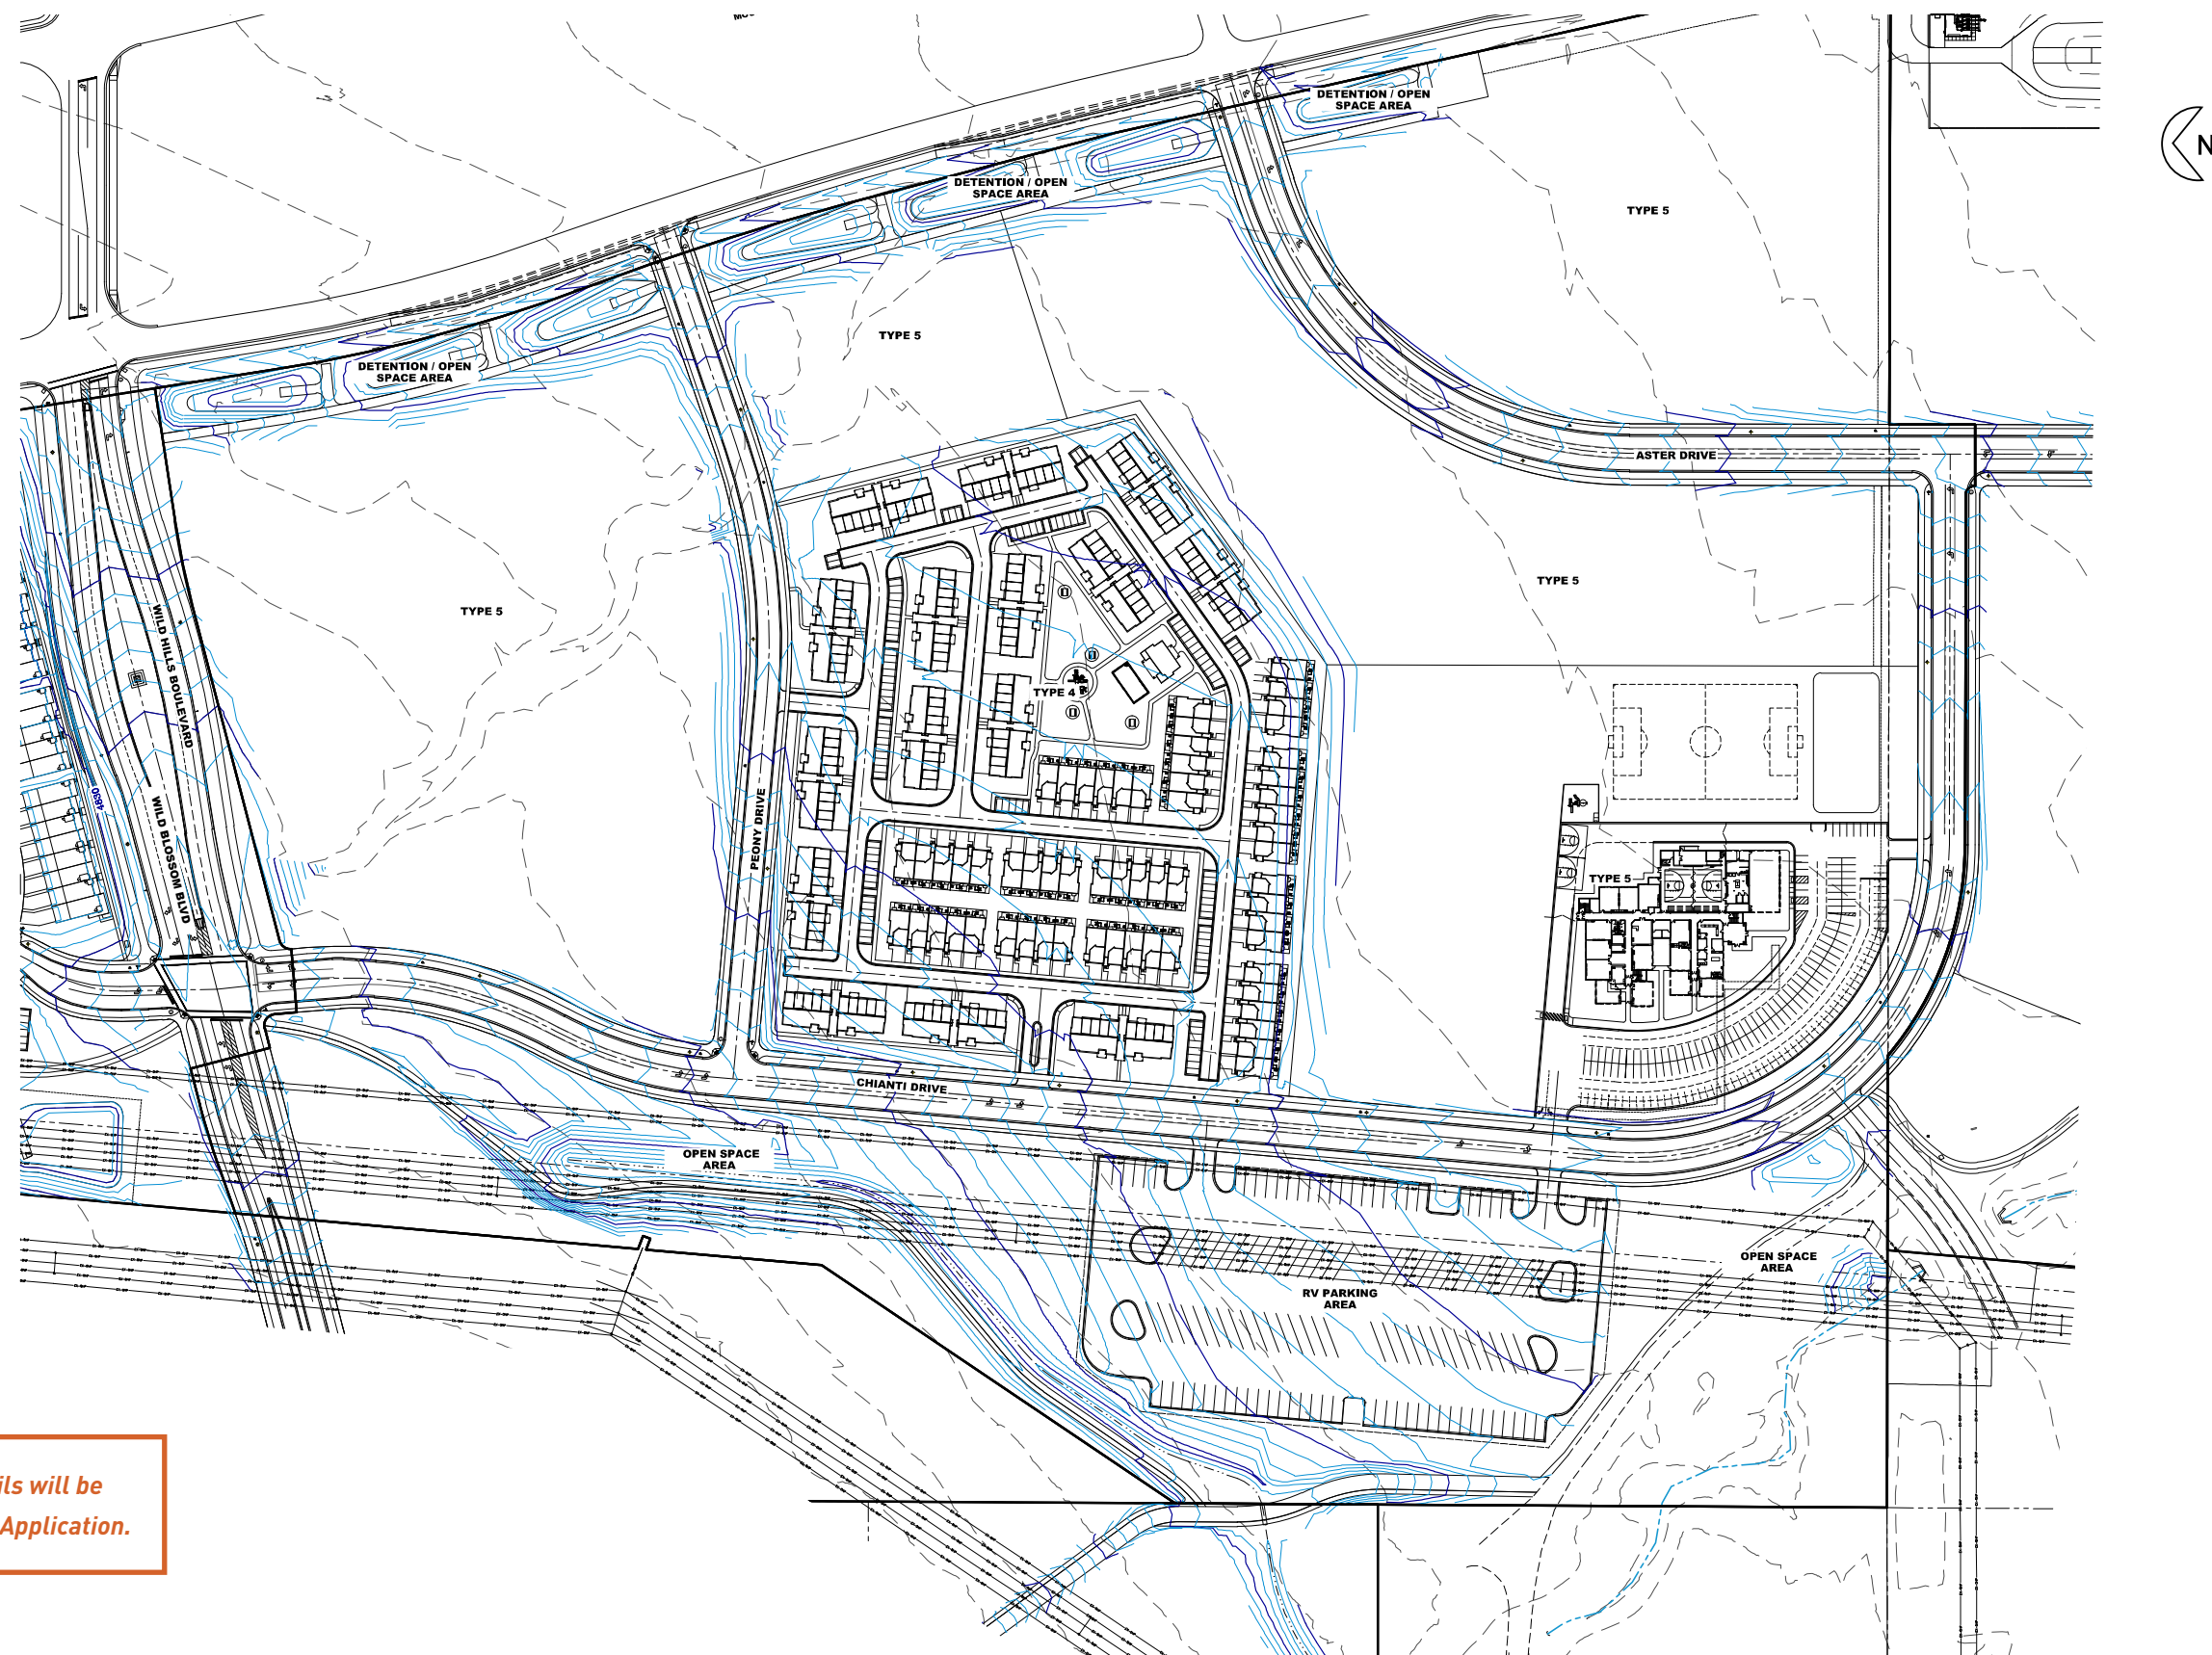 DETENTION / OPEN
SPACE AREA
N
DETENTION / OPEN
SPACE AREA
TYPE 5
TYPE 5
DETENTION / OPEN
SPACE AREA
ASTER DRIVE
TYPE 5
TYPE 5
WILD HILLS BOULEVARD
TYPE 4
4830
WILD BLOSSOM BLVD
PEONY DRIVE
TYPE 5
CHIANTI DRIVE
OPEN SPACE
AREA
OPEN SPACE
AREA
RV PARKING
AREA
will be
Application.